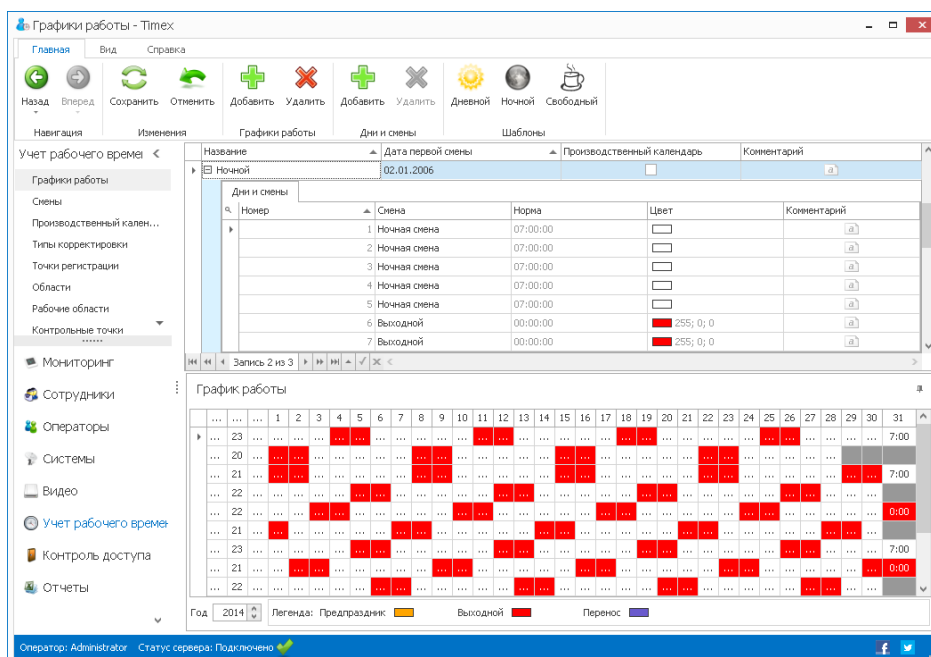 Графики работы - Timex
Главная Вид Справка
Назад Вперед Сохранить Отменить Добавить Удалить Добавить Удалить Дневной Ночной Свободный
Навигация Изменения Графики работы Дни и смены Шаблоны
Учет рабочего времеі
Графики работы
Смены
Производственный кален...
Типы корректировки
Точки регистрации
Области
Рабочие области
Контрольные точки
Мониторинг
Сотрудники
Операторы
Системы
Видео
Учет рабочего времен
Контроль доступа
Отчеты
Название Дата первой смены Производственный календарь Комментарий
Ночной 02.01.2006
Дни и смены
Номер Смена Норма Цвет Комментарий
1 Ночная смена 07:00:00
2 Ночная смена 07:00:00
3 Ночная смена 07:00:00
4 Ночная смена 07:00:00
5 Ночная смена 07:00:00
6 Выходной 00:00:00 255; 0; 0
7 Выходной 00:00:00 255; 0; 0
Запись 2 из 3
График работы
... ... ... 1 2 3 4 5 6 7 8 9 10 11 12 13 14 15 16 17 18 19 20 21 22 23 24 25 26 27 28 29 30 31
... 23 ... 7:00
... 20 ...
... 21 ... 7:00
... 22 ...
... 22 ... 0:00
... 21 ...
... 23 ... 7:00
... 21 ... 0:00
... 22 ...
Год 2014 Легенда: Предпраздник Выходной Перенос
Оператор: Administrator Статус сервера: Подключено